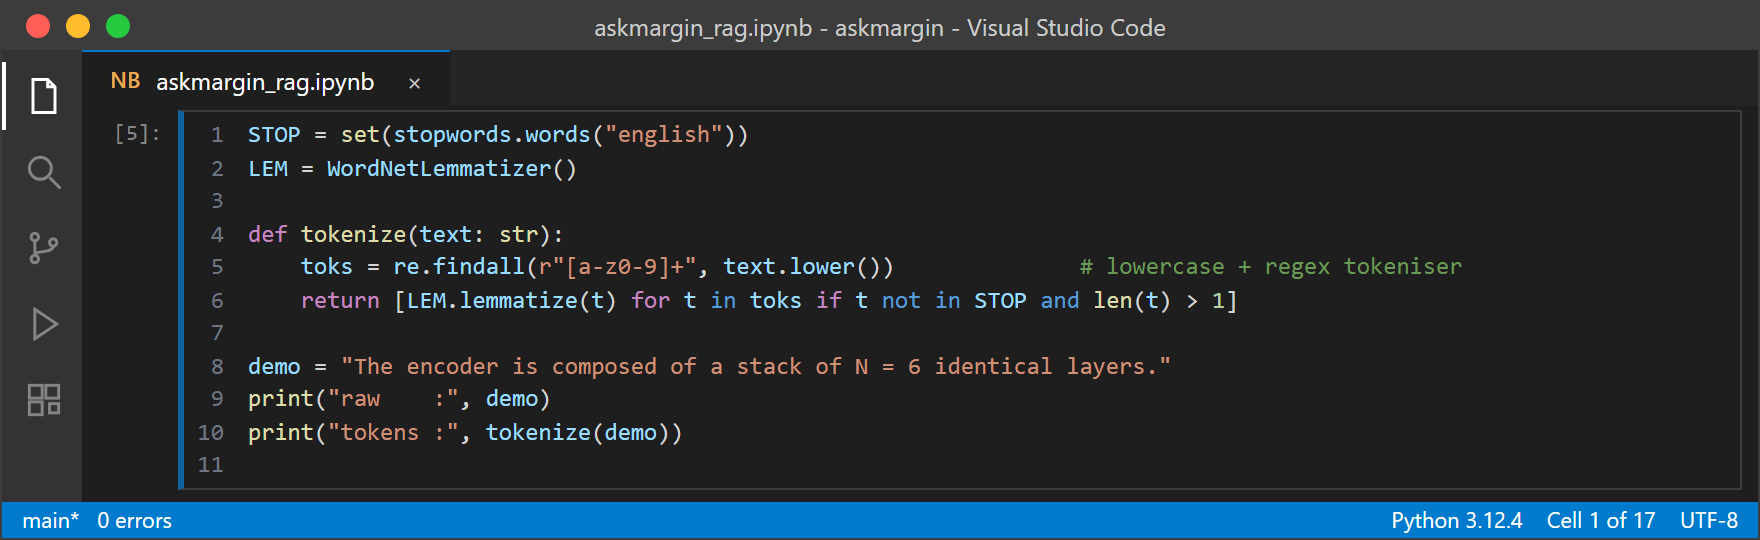 askmargin_rag.ipynb - askmargin - Visual Studio Code
NB askmargin_rag.ipynb ×
[5]:
1 STOP = set(stopwords.words("english"))
2 LEM = WordNetLemmatizer()
3
4 def tokenize(text: str):
5     toks = re.findall(r"[a-z0-9]+", text.lower())              # lowercase + regex tokeniser
6     return [LEM.lemmatize(t) for t in toks if t not in STOP and len(t) > 1]
7
8 demo = "The encoder is composed of a stack of N = 6 identical layers."
9 print("raw    :", demo)
10 print("tokens :", tokenize(demo))
11
main* 0 errors Python 3.12.4 Cell 1 of 17 UTF-8